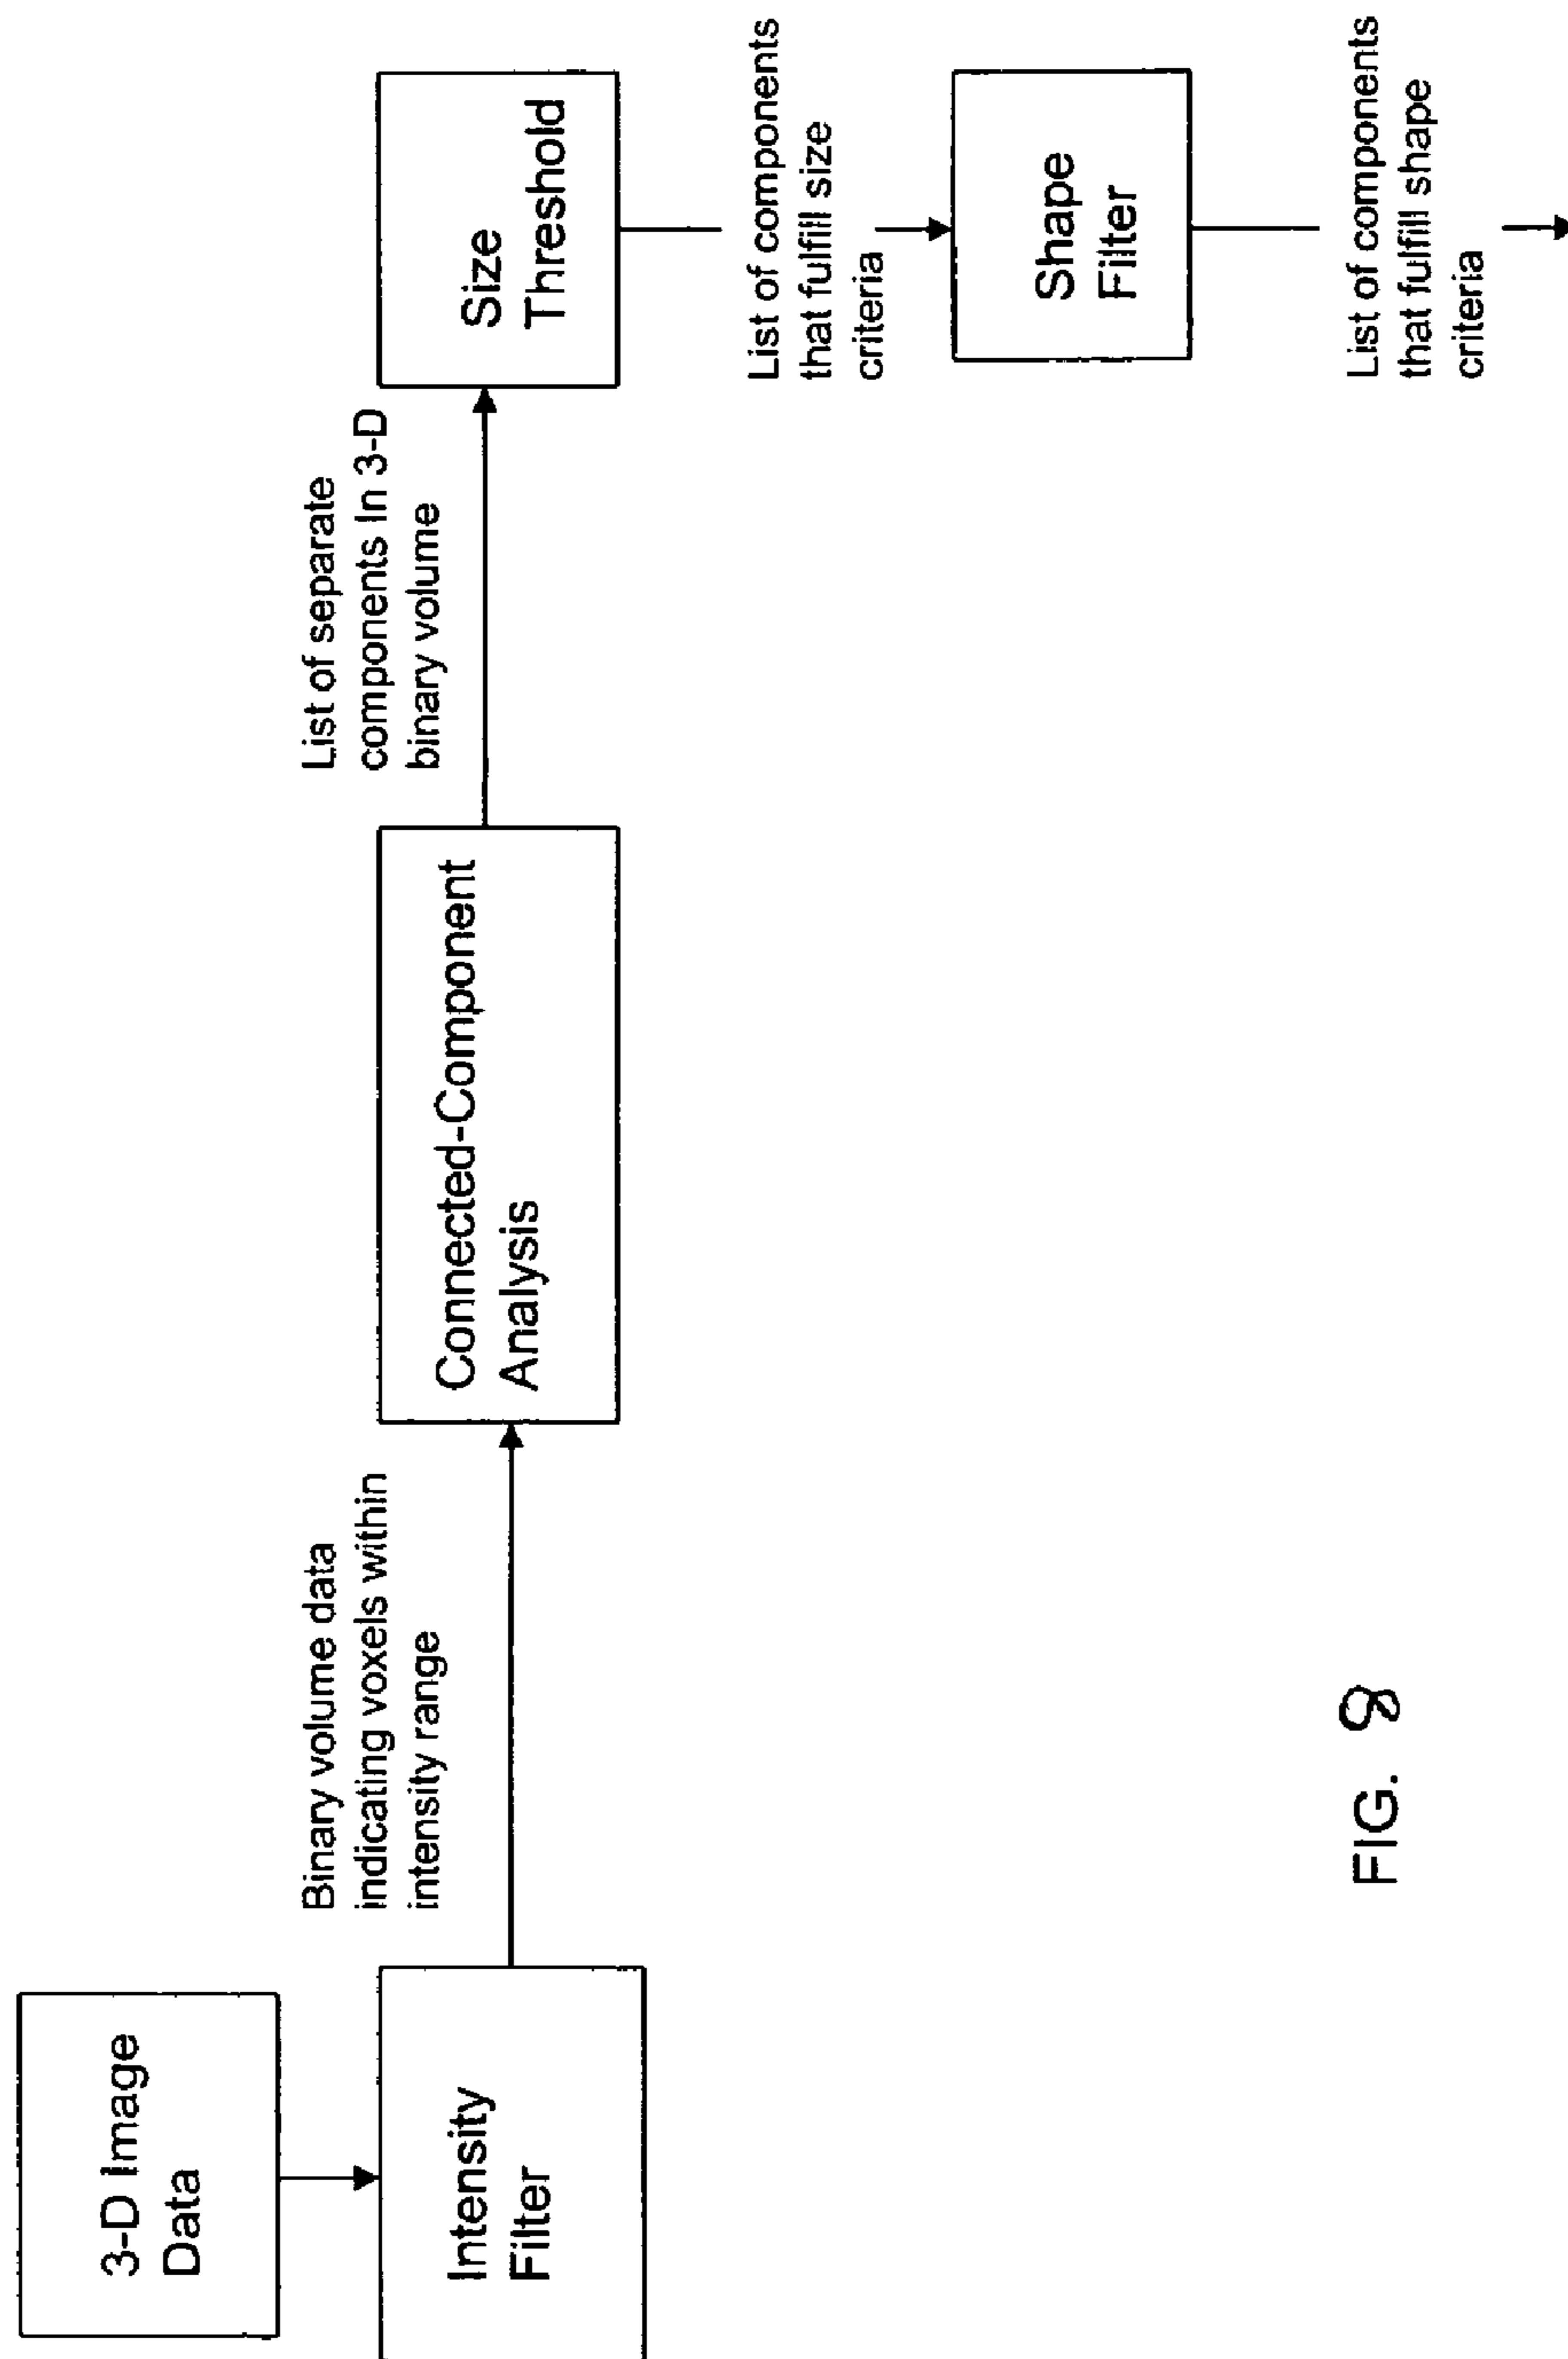 3-D Image
Data
Intensity
Filter
Binary volume data
indicating voxels within
intensity range
Connected-Component
Analysis
List of separate
components In 3-D
binary volume
Size
Threshold
List of components
that fulfill size
criteria
Shape
Filter
List of components
that fulfill shape
criteria
FIG. 8